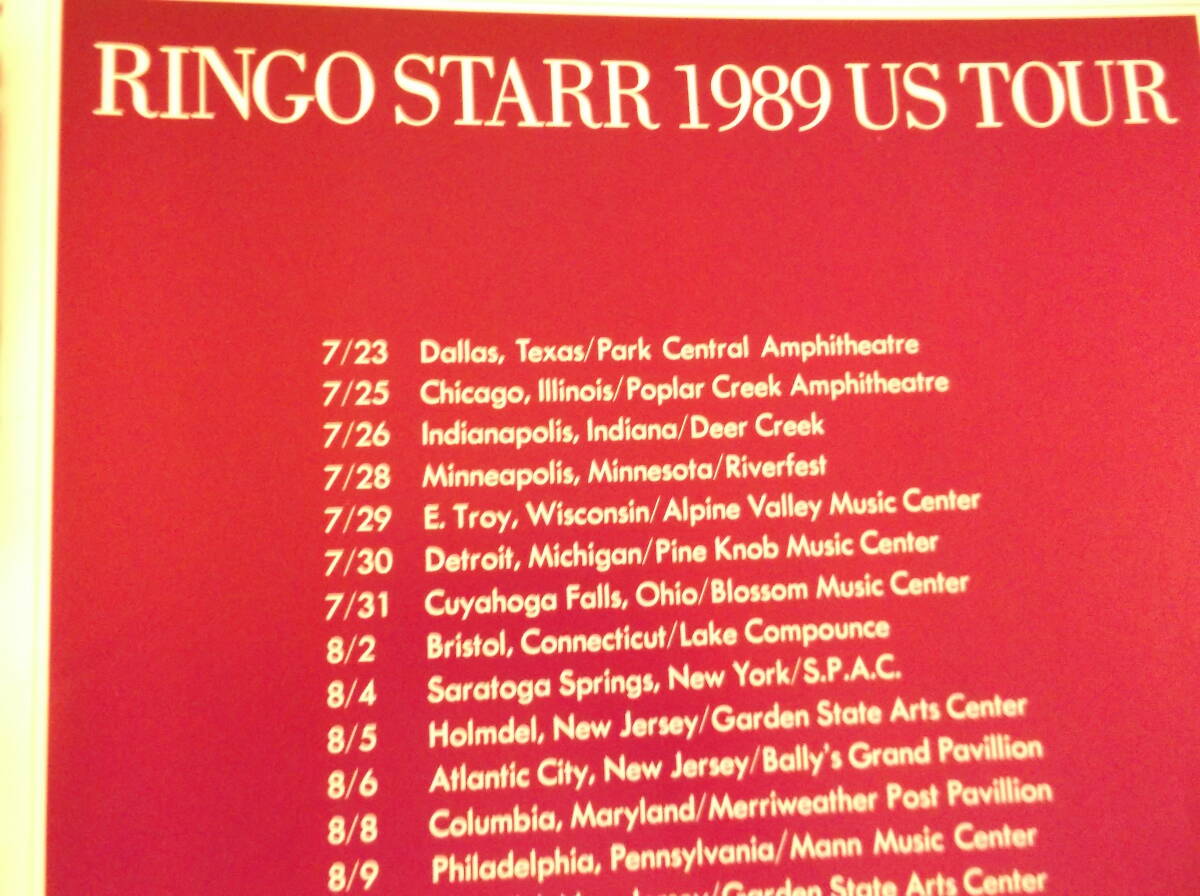 RINGO STARR 1989 US TOUR
7/23 Dallas, Texas/Park Central Amphitheatre
7/25 Chicago, Illinois/Poplar Creek Amphitheatre
7/26 Indianapolis, Indiana/Deer Creek
7/28 Minneapolis, Minnesota/Riverfest
7/29 E. Troy, Wisconsin/Alpine Valley Music Center
7/30 Detroit, Michigan/Pine Knob Music Center
7/31 Cuyahoga Falls, Ohio/Blossom Music Center
8/2 Bristol, Connecticut/Lake Compounce
8/4 Saratoga Springs, New York/S.P.A.C.
8/5 Holmdel, New Jersey/Garden State Arts Center
8/6 Atlantic City, New Jersey/Bally's Grand Pavillion
8/8 Columbia, Maryland/Merriweather Post Pavillion
8/9 Philadelphia, Pennsylvania/Mann Music Center
Jersey/Garden State Arts Center